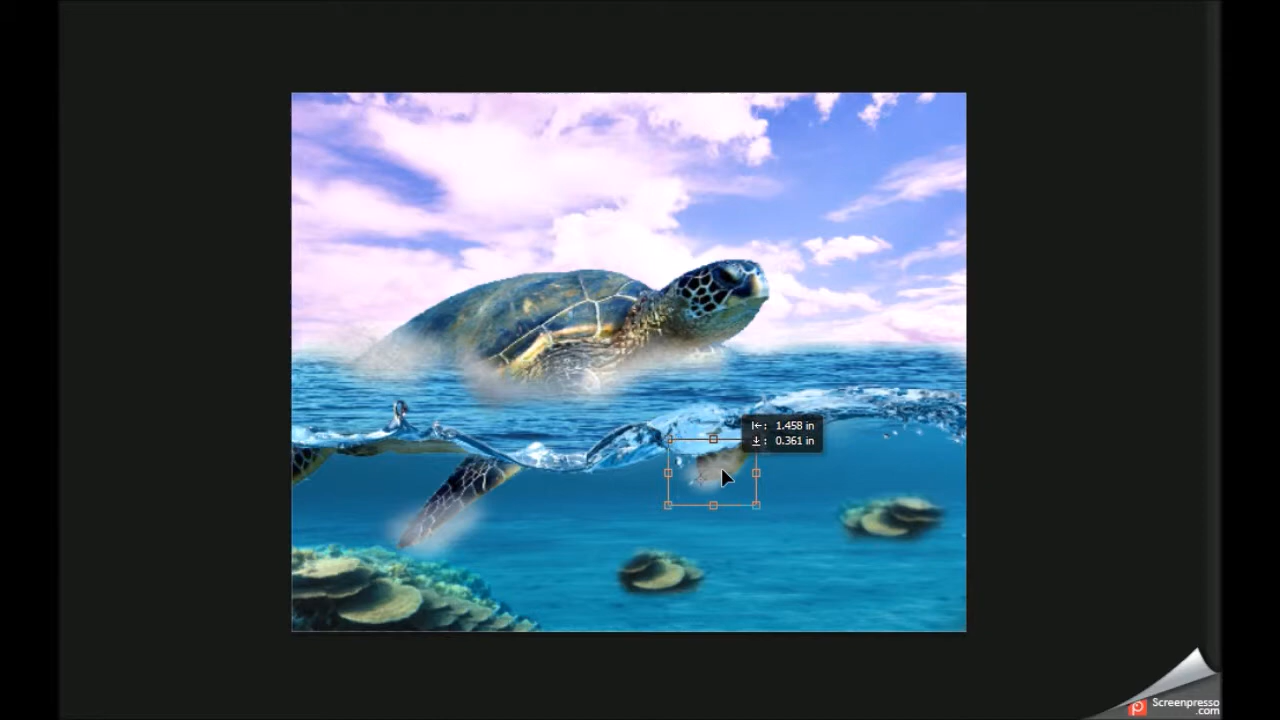 : 1.458 in
: 0.361 in
Screenpresso
.com